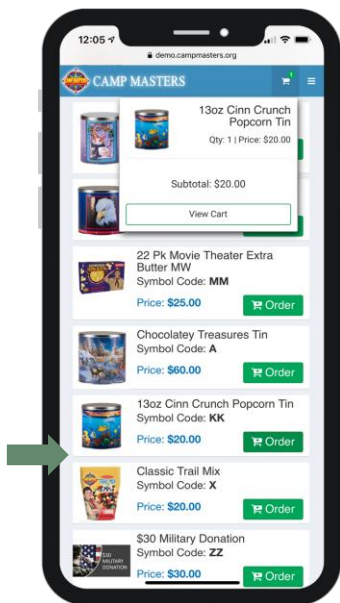 12:05
demo.campmasters.org
CAMP MASTERS
13oz Cinn Crunch
Popcorn Tin
Qty: 1 | Price: $20.00
Subtotal: $20.00
View Cart
22 Pk Movie Theater Extra
Butter MW
Symbol Code: MM
Price: $25.00
Order
Chocolatey Treasures Tin
Symbol Code: A
Price: $60.00
Order
13oz Cinn Crunch Popcorn Tin
Symbol Code: KK
Price: $20.00
Order
Classic Trail Mix
Symbol Code: X
Price: $20.00
Order
$30 Military Donation
Symbol Code: ZZ
$30
MILITARY
DONATION
Price: $30.00
Order